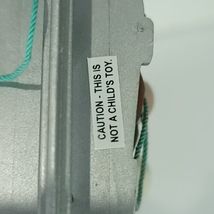 CAUTION - THIS IS
NOT A CHILD'S TOY.